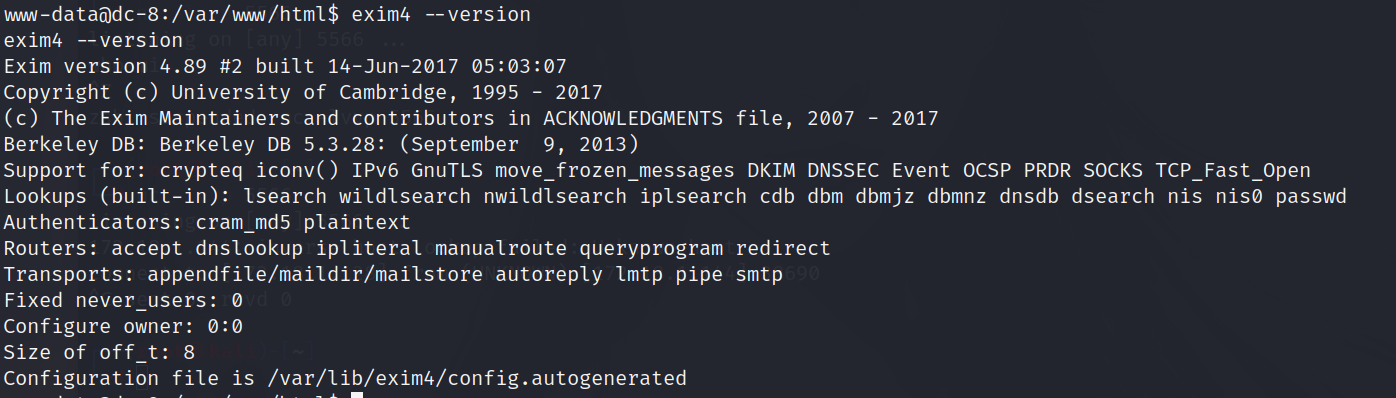 www-data@dc-8:/var/www/html$ exim4 --version
exim4 --version
Exim version 4.89 #2 built 14-Jun-2017 05:03:07
Copyright (c) University of Cambridge, 1995 - 2017
(c) The Exim Maintainers and contributors in ACKNOWLEDGMENTS file, 2007 - 2017
Berkeley DB: Berkeley DB 5.3.28: (September  9, 2013)
Support for: crypteq iconv() IPv6 GnuTLS move_frozen_messages DKIM DNSSEC Event OCSP PRDR SOCKS TCP_Fast_Open
Lookups (built-in): lsearch wildlsearch nwildlsearch iplsearch cdb dbm dbmjz dbmnz dnsdb dsearch nis nis0 passwd
Authenticators: cram_md5 plaintext
Routers: accept dnslookup ipliteral manualroute queryprogram redirect
Transports: appendfile/maildir/mailstore autoreply lmtp pipe smtp
Fixed never_users: 0
Configure owner: 0:0
Size of off_t: 8
Configuration file is /var/lib/exim4/config.autogenerated